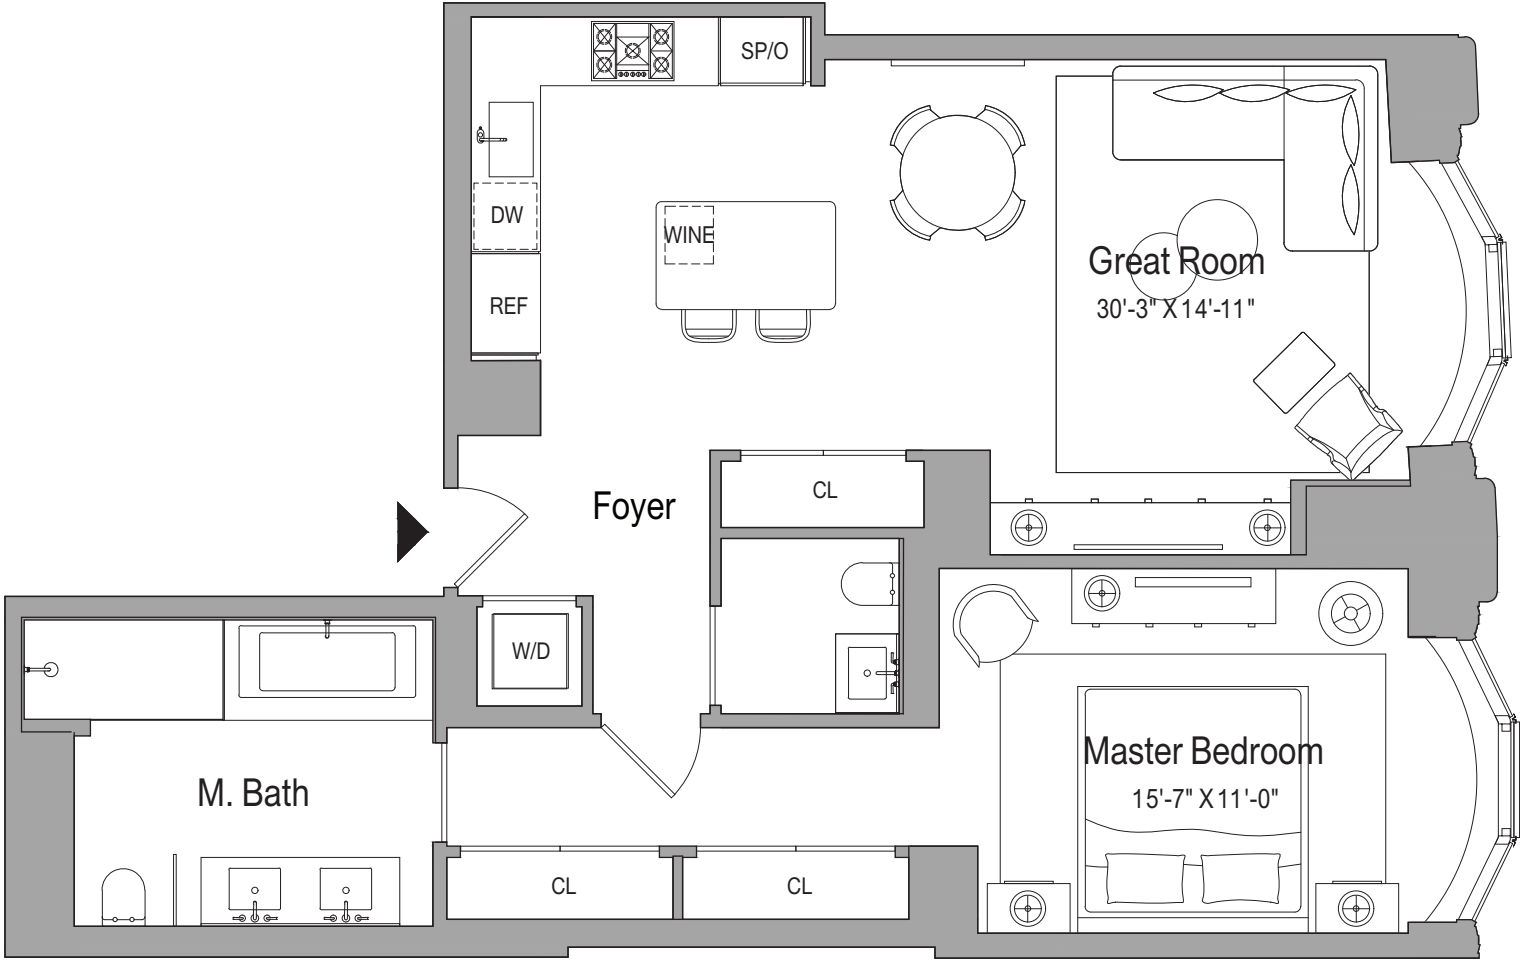 SP/O
DW
WINE
REF
Great Room
30'-3" X 14'-11"
CL
Foyer
W/D
M. Bath
Master Bedroom
15'-7" X 11'-0"
CL
CL